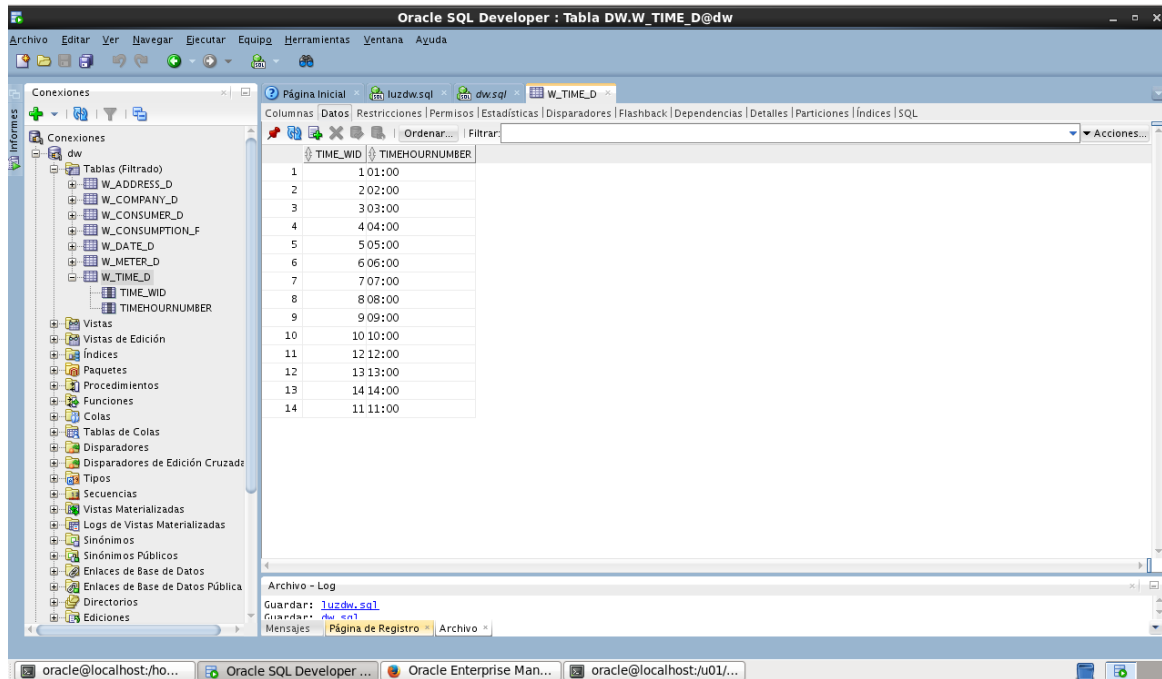 Oracle SQL Developer : Tabla DW.W_TIME_D@dw
Archivo Editar Ver Navegar Ejecutar Equipo Herramientas Ventana Ayuda
Conexiones
Página Inicial luzdw.sql dw.sql W_TIME_D
Columnas Datos Restricciones Permisos Estadísticas Disparadores Flashback Dependencias Detalles Particiones Índices SQL
Ordenar... Filtrar: Acciones...
Informes
Conexiones
dw
Tablas (Filtrado)
W_ADDRESS_D
W_COMPANY_D
W_CONSUMER_D
W_CONSUMPTION_F
W_DATE_D
W_METER_D
W_TIME_D
TIME_WID
TIMEHOURNUMBER
Vistas
Vistas de Edición
Índices
Paquetes
Procedimientos
Funciones
Colas
Tablas de Colas
Disparadores
Disparadores de Edición Cruzada
Tipos
Secuencias
Vistas Materializadas
Logs de Vistas Materializadas
Sinónimos
Sinónimos Públicos
Enlaces de Base de Datos
Enlaces de Base de Datos Pública
Directorios
Ediciones
TIME_WID TIMEHOURNUMBER
1 1 01:00
2 2 02:00
3 3 03:00
4 4 04:00
5 5 05:00
6 6 06:00
7 7 07:00
8 8 08:00
9 9 09:00
10 10 10:00
11 12 12:00
12 13 13:00
13 14 14:00
14 11 11:00
Archivo - Log
Guardar: luzdw.sql
Guardar: dw.sql
Mensajes Página de Registro Archivo
oracle@localhost:/ho... Oracle SQL Developer ... Oracle Enterprise Man... oracle@localhost:/u01/...